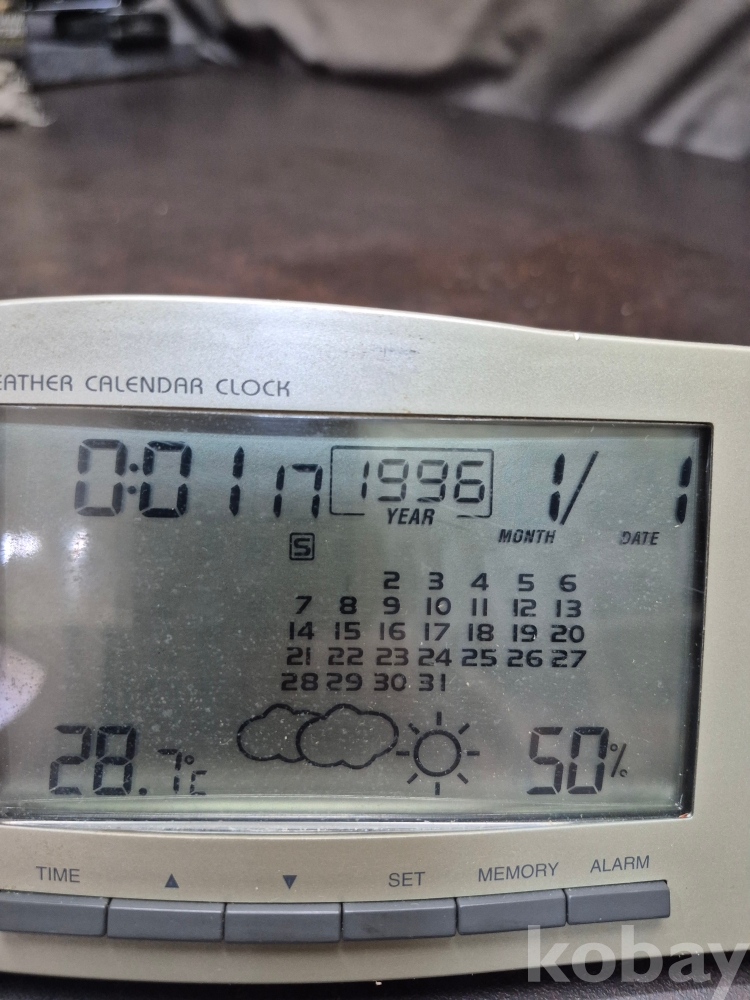 EATHER CALENDAR CLOCK
0:01 17 1996 1/ 1
YEAR MONTH DATE
S
2 3 4 5 6
7 8 9 10 11 12 13
14 15 16 17 18 19 20
21 22 23 24 25 26 27
28 29 30 31
28.7°C 50%
TIME ▲ ▼ SET MEMORY ALARM
kobay